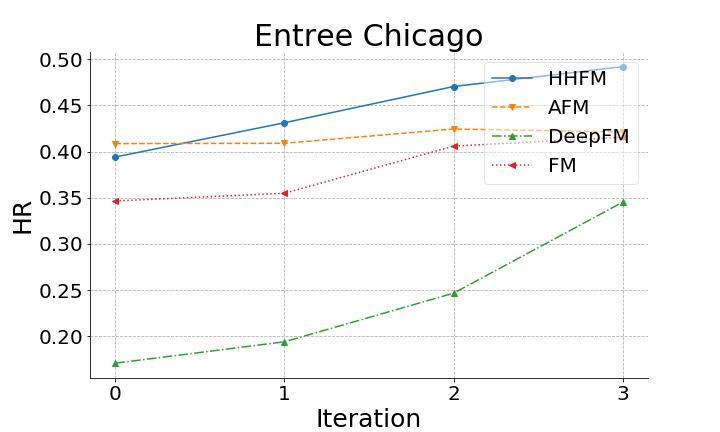 Entree Chicago
HR
0.50
0.45
0.40
0.35
0.30
0.25
0.20
HHFM
AFM
DeepFM
FM
0 1 2 3
Iteration